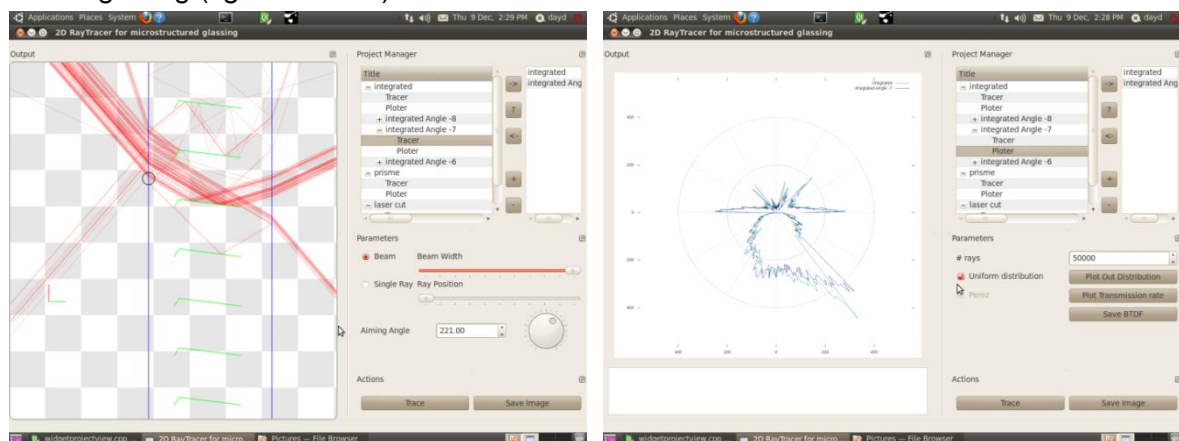 Applications Places System
Thu 9 Dec, 2:29 PM dayd
2D RayTracer for microstructured glassing
Output
Project Manager
Title
integrated
Tracer
Ploter
integrated Angle -8
integrated Angle -7
Tracer
Ploter
integrated Angle -6
prisme
Tracer
Ploter
laser cut
->
?
<-
+
-
integrated
integrated Ang
Parameters
Beam Beam Width
Single Ray Ray Position
Aiming Angle 221.00
Actions
Trace Save Image
widgetprojectview.cpp 2D RayTracer for micro... Pictures — File Browser
Applications Places System
Thu 9 Dec, 2:28 PM dayd
2D RayTracer for microstructured glassing
Output
integrated
integrated Angle -7
Project Manager
Title
integrated
Tracer
Ploter
integrated Angle -8
integrated Angle -7
Tracer
Ploter
integrated Angle -6
prisme
Tracer
Ploter
laser cut
->
?
<-
+
-
integrated
integrated Ang
Parameters
# rays 50000
Uniform distribution Plot Out Distribution
Perez Plot Transmission rate
Save BTDF
Actions
Trace Save Image
widgetprojectview.cpp 2D RayTracer for micro... Pictures — File Browser